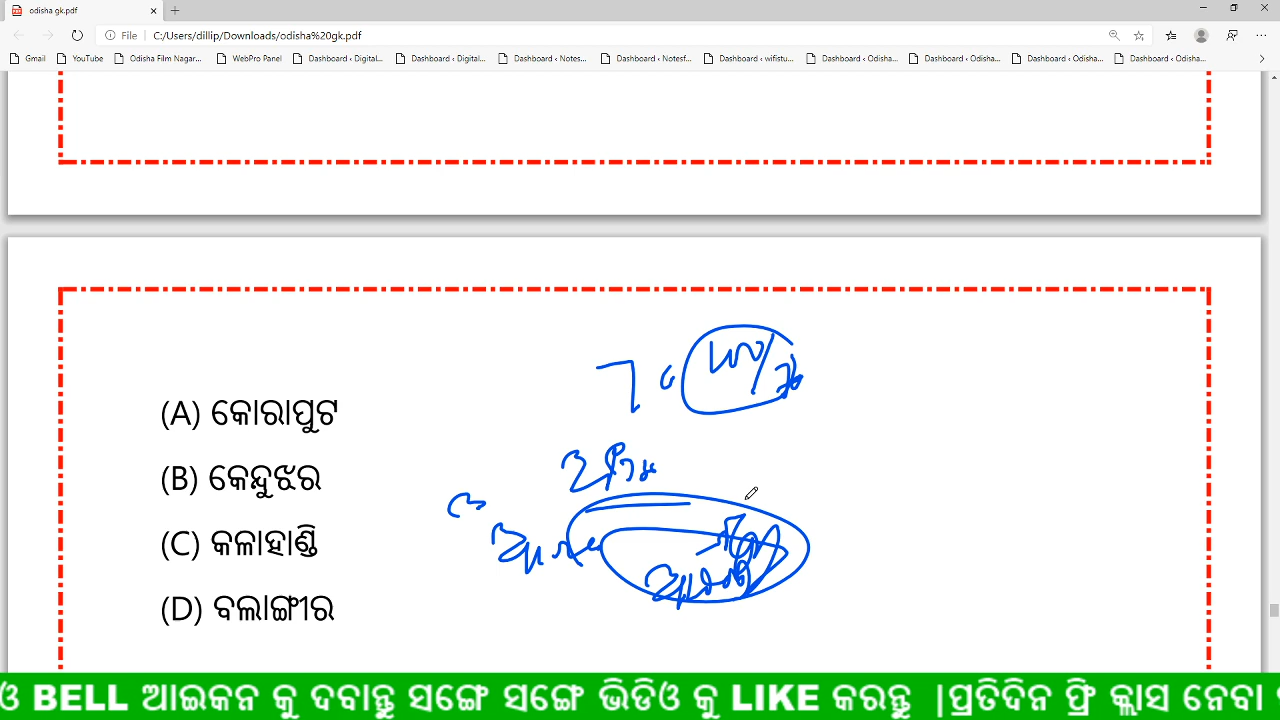 odisha gk.pdf
File C:/Users/dillip/Downloads/odisha%20gk.pdf
Gmail YouTube Odisha Film Nagar... WebPro Panel Dashboard ‹ Digital... Dashboard ‹ Digital... Dashboard ‹ Notes... Dashboard ‹ Notesf... Dashboard ‹ wifistu... Dashboard ‹ Odisha... Dashboard ‹ Odisha... Dashboard ‹ Odisha... Dashboard ‹ Odisha...
(A) କୋରାପୁଟ
(B) କେନ୍ଦୁଝର
(C) କଳାହାଣ୍ଡି
(D) ବଲାଙ୍ଗୀର
ଓ BELL ଆଇକନ କୁ ଦବାନ୍ତୁ ସଙ୍ଗେ ସଙ୍ଗେ ଭିଡିଓ କୁ LIKE କରନ୍ତୁ |ପ୍ରତିଦିନ ଫ୍ରି କ୍ଲାସ ନେବା